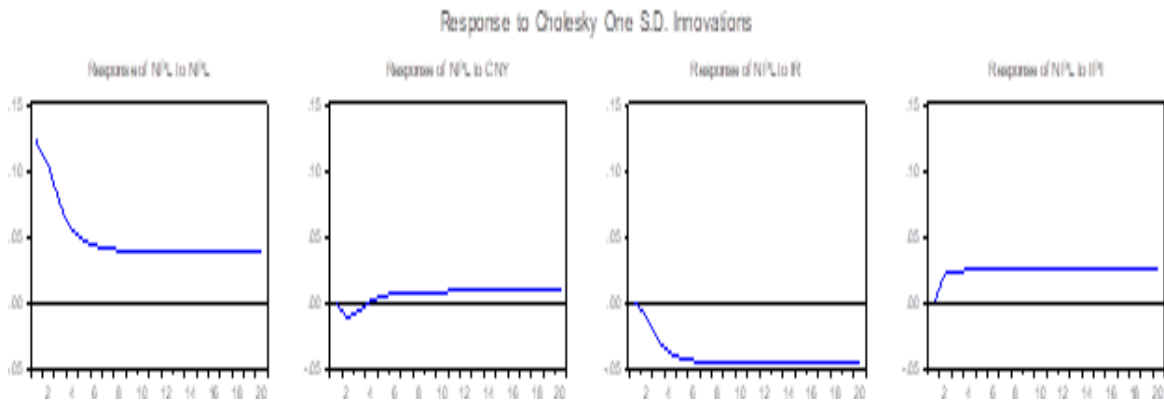 Response to Cholesky One S.D. Innovations
Response of NPL to NPL
Response of NPL to CNY
Response of NPL to IR
Response of NPL to IPI
.15
.10
.05
.00
-.05
2 4 6 8 10 12 14 16 18 20
.15
.10
.05
.00
-.05
2 4 6 8 10 12 14 16 18 20
.15
.10
.05
.00
-.05
2 4 6 8 10 12 14 16 18 20
.15
.10
.05
.00
-.05
2 4 6 8 10 12 14 16 18 20